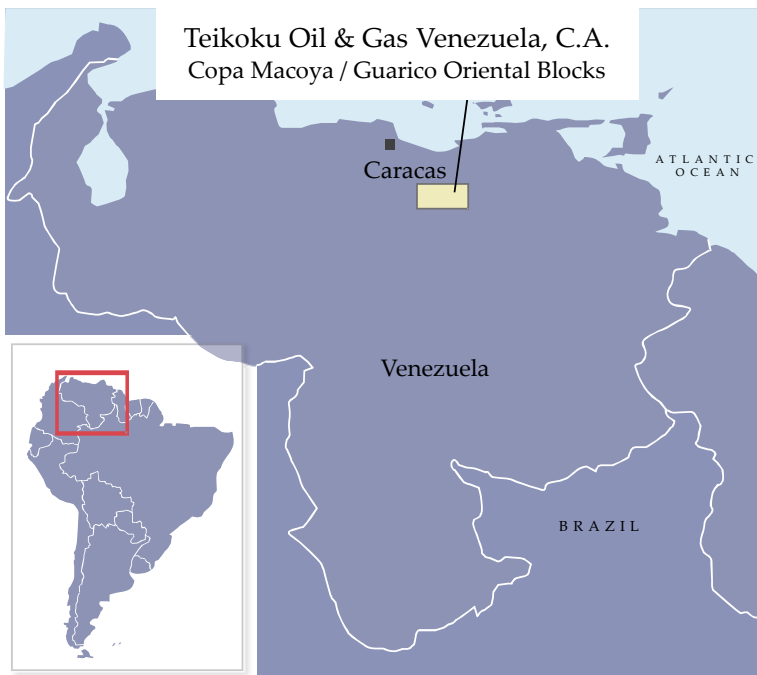 Teikoku Oil & Gas Venezuela, C.A.
Copa Macoya / Guarico Oriental Blocks
Caracas
ATLANTIC
OCEAN
Venezuela
BRAZIL